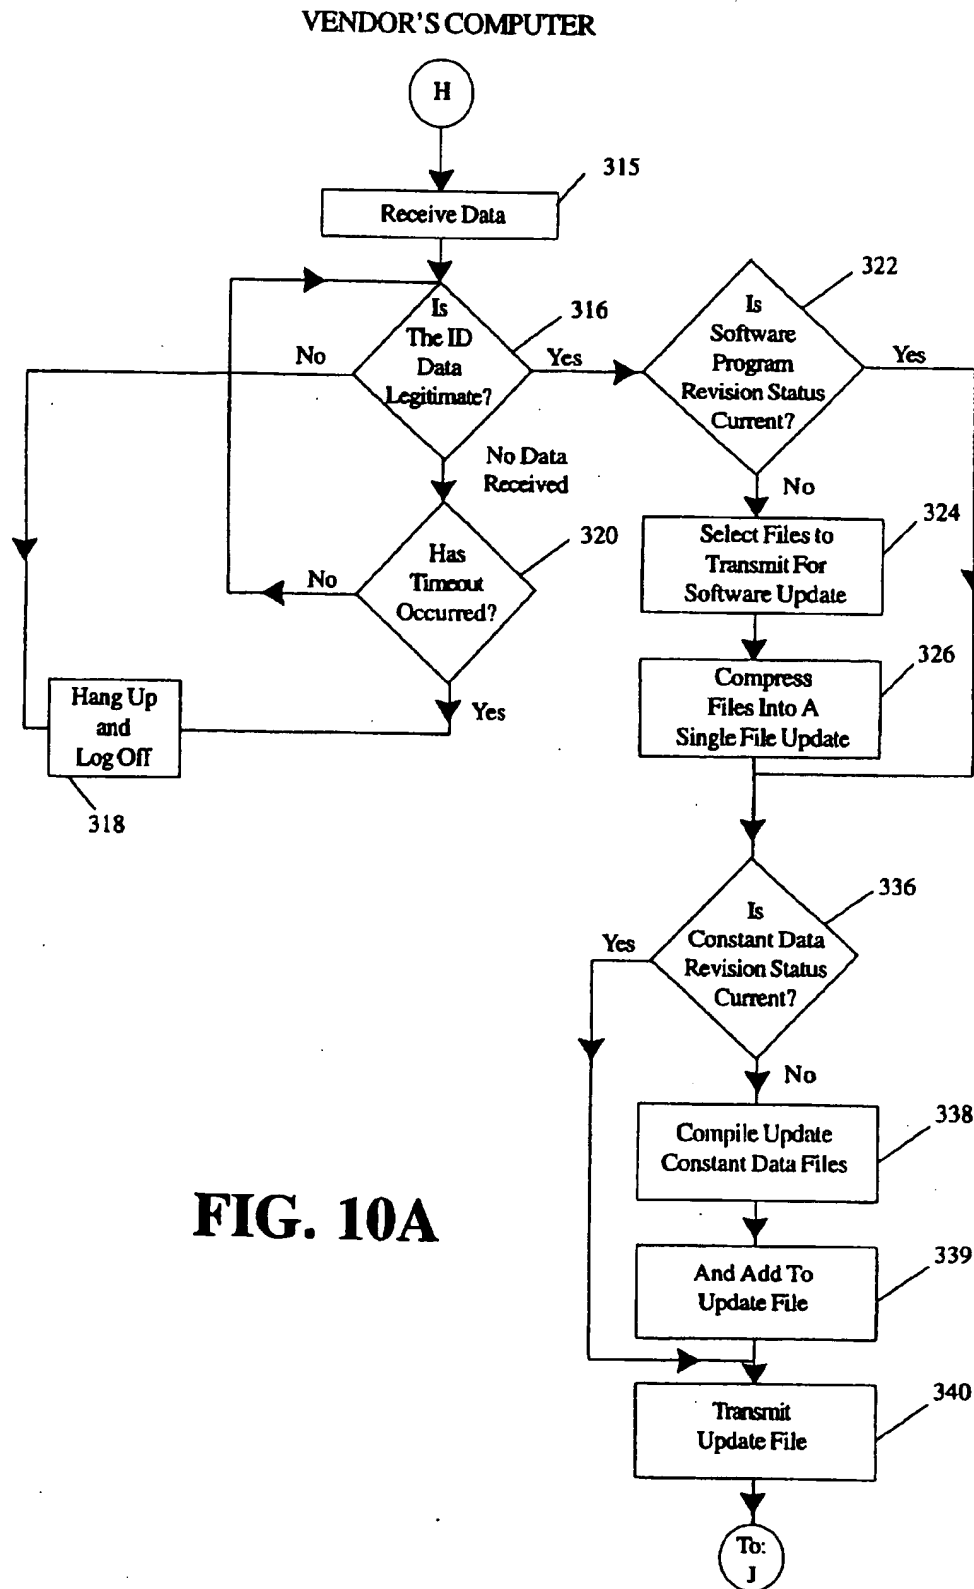 VENDOR'S COMPUTER
H
315
Receive Data
Is
The ID
Data
Legitimate?
316
No
Yes
No Data
Received
Has
Timeout
Occurred?
320
No
Yes
Hang Up
and
Log Off
318
Is
Software
Program
Revision Status
Current?
322
Yes
No
Select Files to
Transmit For
Software Update
324
Compress
Files Into A
Single File Update
326
Is
Constant Data
Revision Status
Current?
336
Yes
No
Compile Update
Constant Data Files
338
And Add To
Update File
339
Transmit
Update File
340
To:
J
FIG. 10A